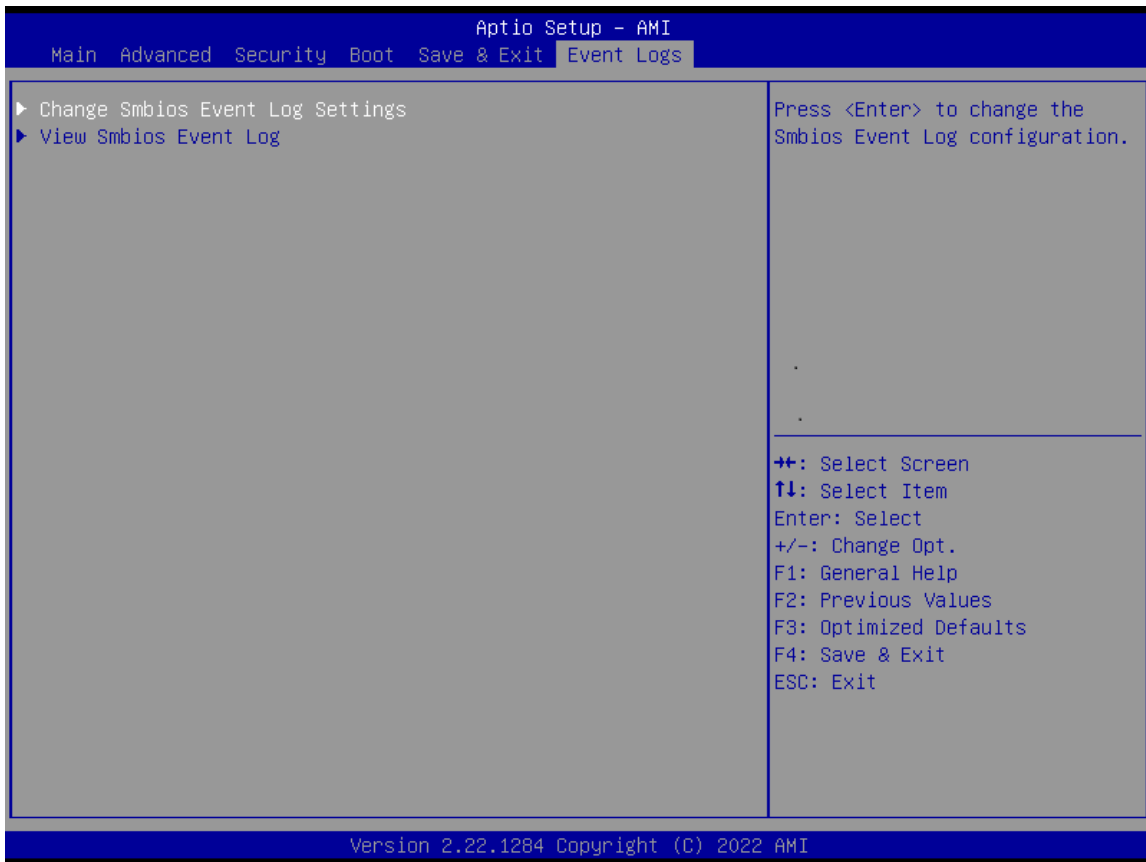 Aptio Setup – AMI
Main Advanced Security Boot Save & Exit Event Logs
▶ Change Smbios Event Log Settings
▶ View Smbios Event Log
Press <Enter> to change the
Smbios Event Log configuration.
→←: Select Screen
↑↓: Select Item
Enter: Select
+/-: Change Opt.
F1: General Help
F2: Previous Values
F3: Optimized Defaults
F4: Save & Exit
ESC: Exit
Version 2.22.1284 Copyright (C) 2022 AMI